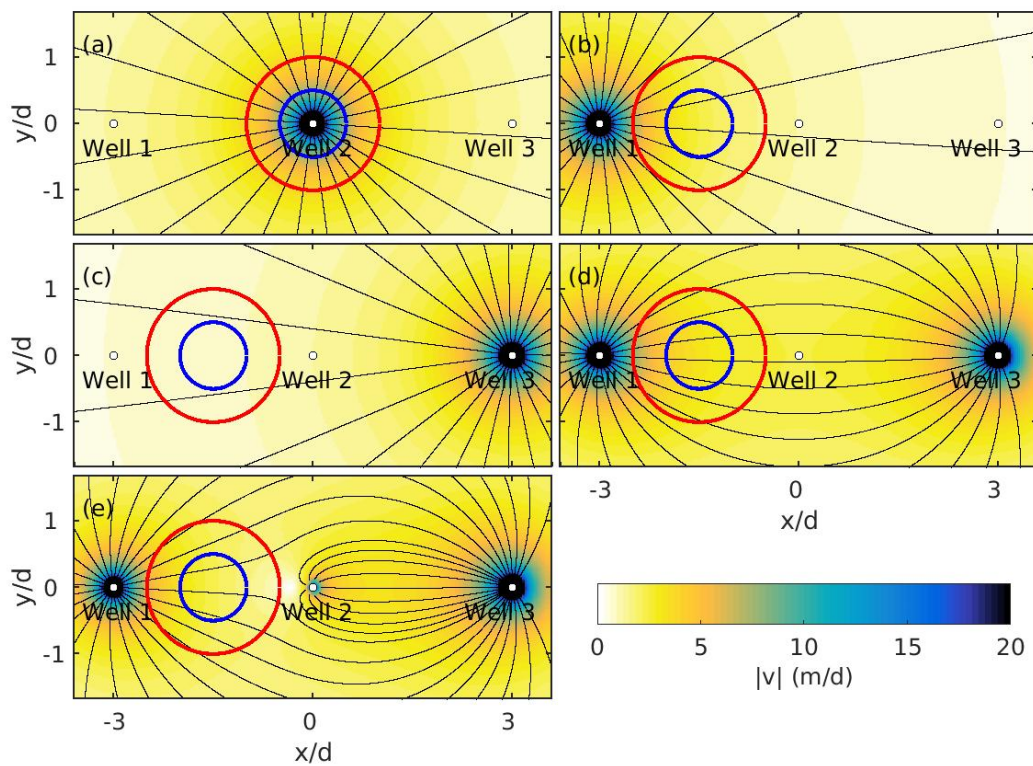 (a)
(b)
1
0
-1
y/d
Well 1
Well 2
Well 3
Well 1
Well 2
Well 3
(c)
(d)
1
0
-1
y/d
Well 1
Well 2
Well 3
Well 1
Well 2
Well 3
-3
0
3
x/d
(e)
1
0
-1
y/d
Well 1
Well 2
Well 3
-3
0
3
x/d
0
5
10
15
20
|v| (m/d)